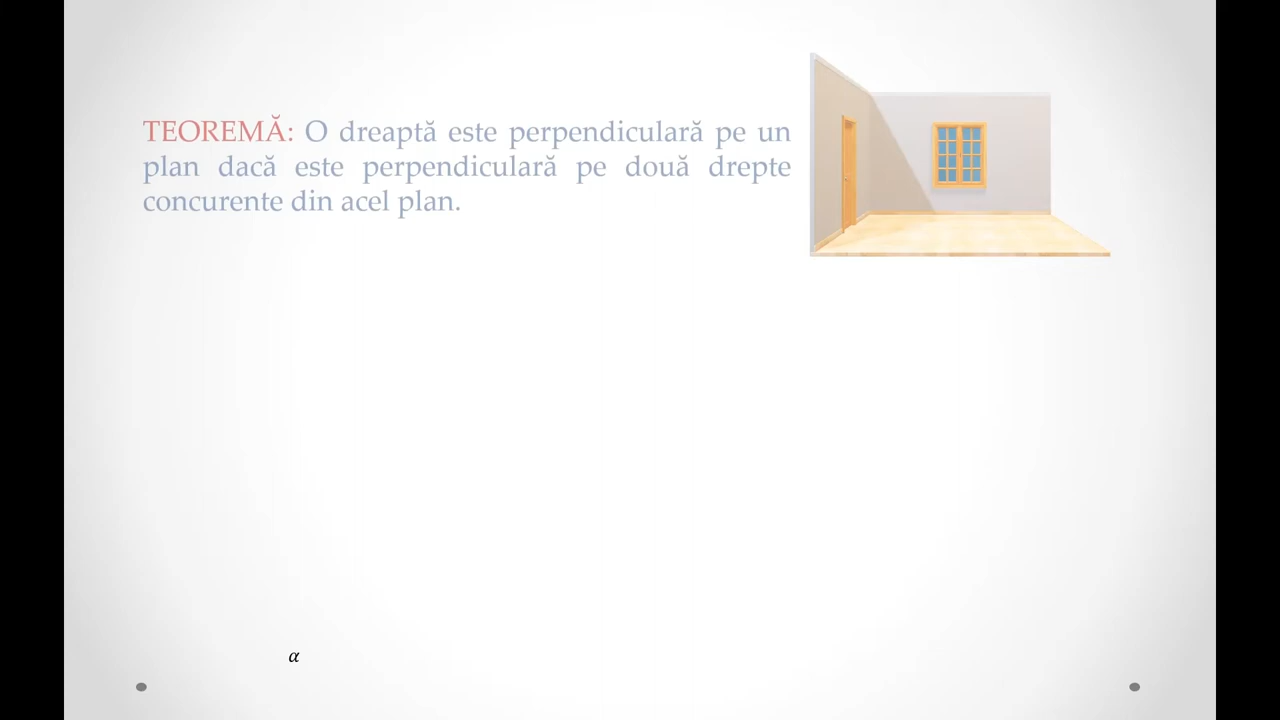 TEOREMĂ: O dreaptă este perpendiculară pe un
plan dacă este perpendiculară pe două drepte
concurente din acel plan.
α